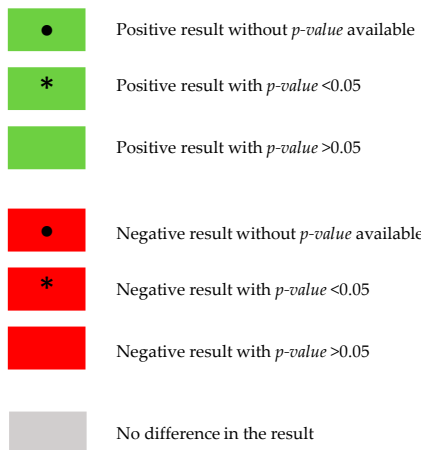 ● Positive result without p-value available
* Positive result with p-value <0.05
Positive result with p-value >0.05
● Negative result without p-value available
* Negative result with p-value <0.05
Negative result with p-value >0.05
No difference in the result